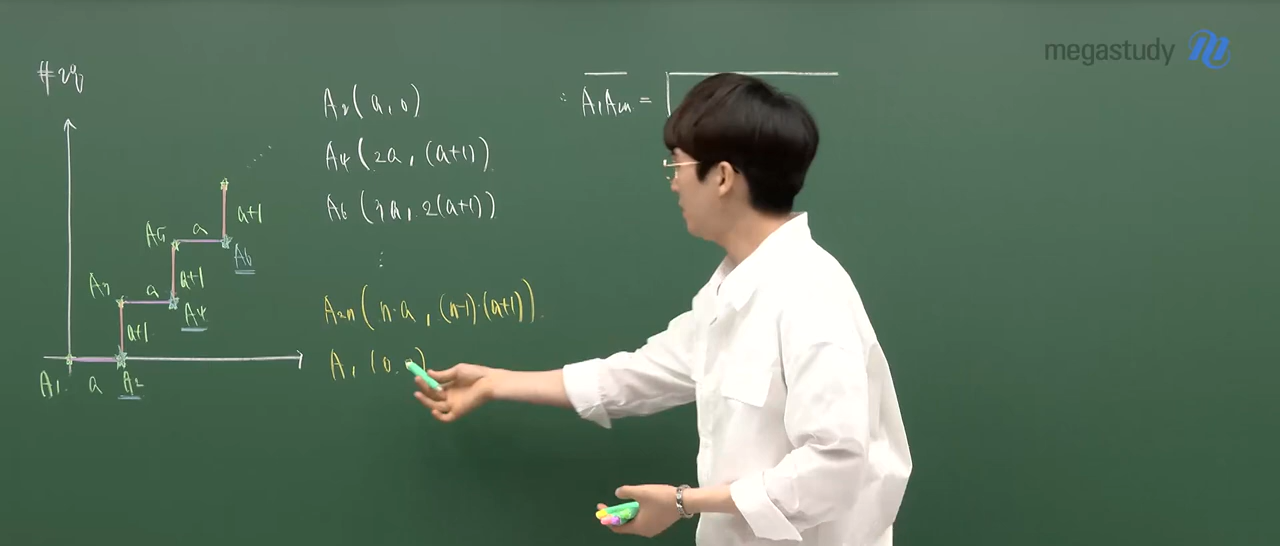 megastudy
#29
A₂(a, 0)
A₄(2a, (a+1))
A₆(3a, 2(a+1))
⋮
A₂ₙ(n·a, (n-1)·(a+1))
A₁(0, 0)
∴ A₁A₂ₙ =
a+1
A₅ a
A₆
A₃ a a+1
A₄
a+1
A₁ a A₂